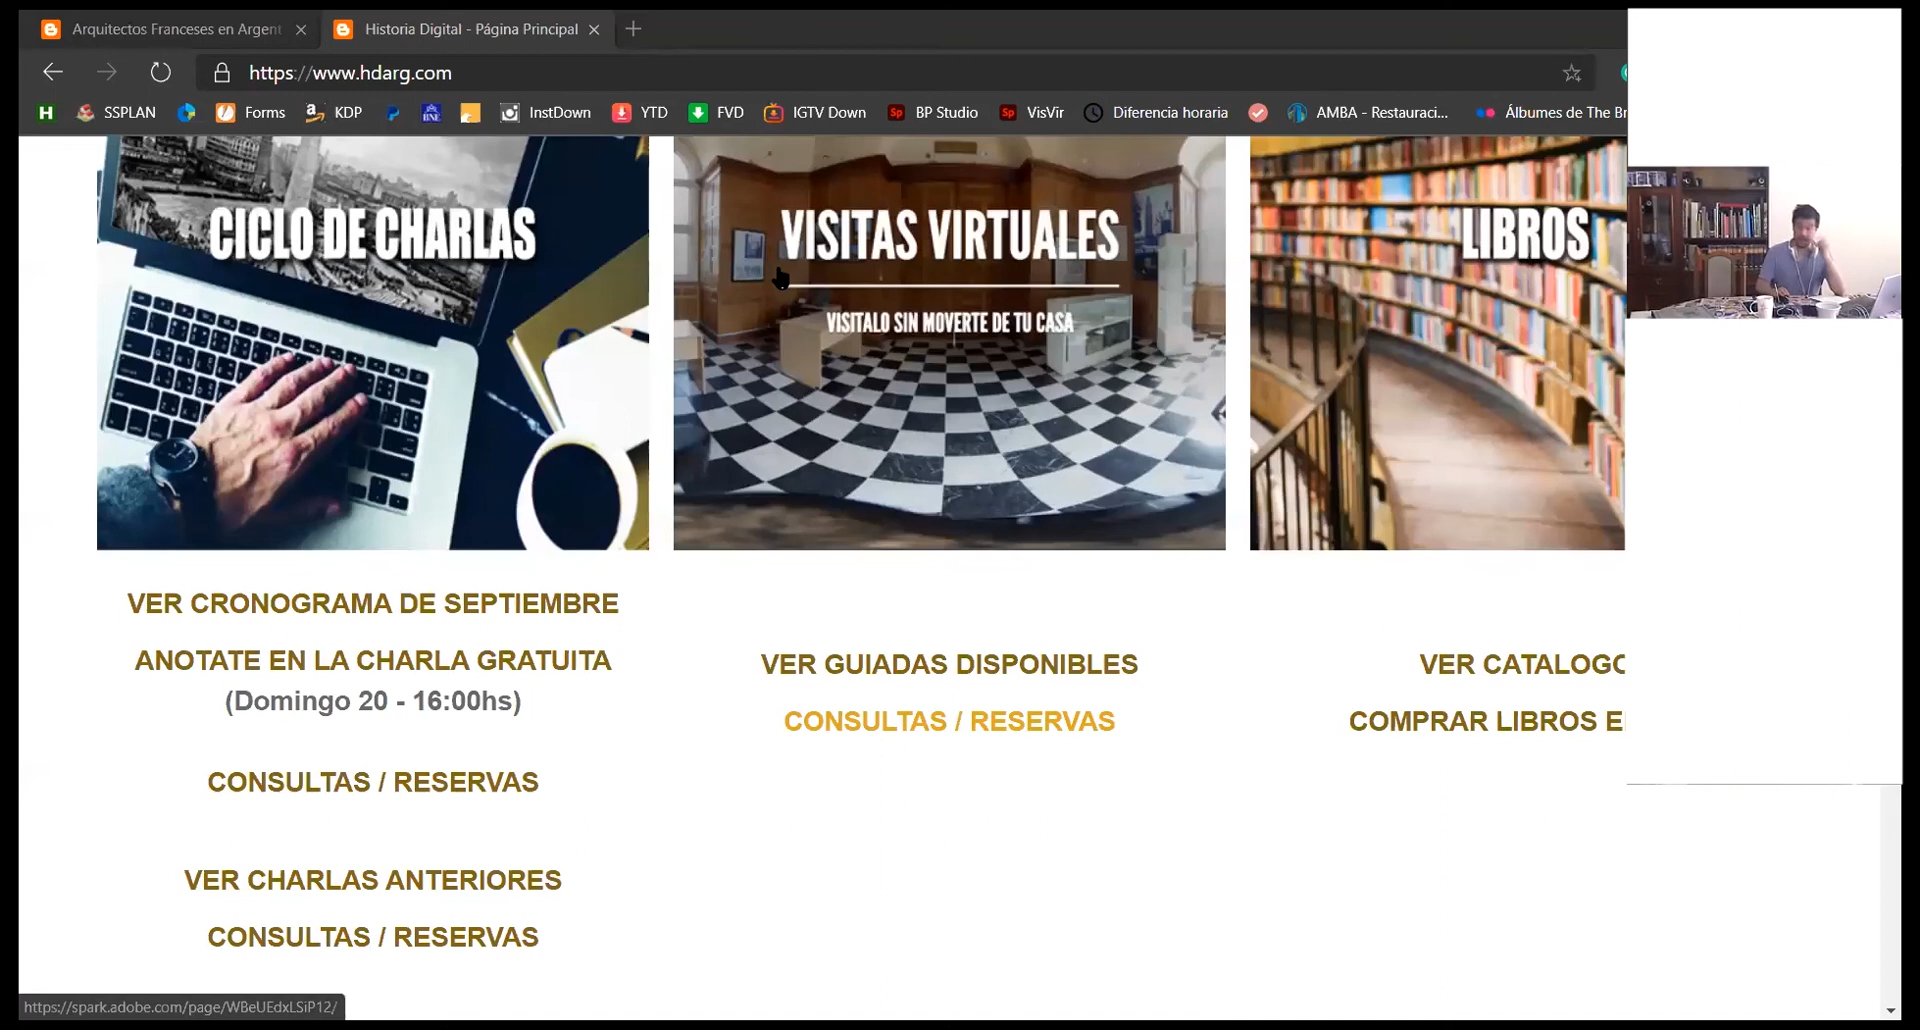 Arquitectos Franceses en Argent
Historia Digital - Página Principal
https://www.hdarg.com
H SSPLAN Forms KDP BNE InstDown YTD FVD IGTV Down Sp BP Studio Sp VisVir Diferencia horaria AMBA - Restauraci... Álbumes de The Br
CICLO DE CHARLAS
VISITAS VIRTUALES
VISITALO SIN MOVERTE DE TU CASA
LIBROS
VER CRONOGRAMA DE SEPTIEMBRE
ANOTATE EN LA CHARLA GRATUITA
(Domingo 20 - 16:00hs)
CONSULTAS / RESERVAS
VER CHARLAS ANTERIORES
CONSULTAS / RESERVAS
VER GUIADAS DISPONIBLES
CONSULTAS / RESERVAS
VER CATALOGO
COMPRAR LIBROS E
https://spark.adobe.com/page/WBeUEdxLSiP12/